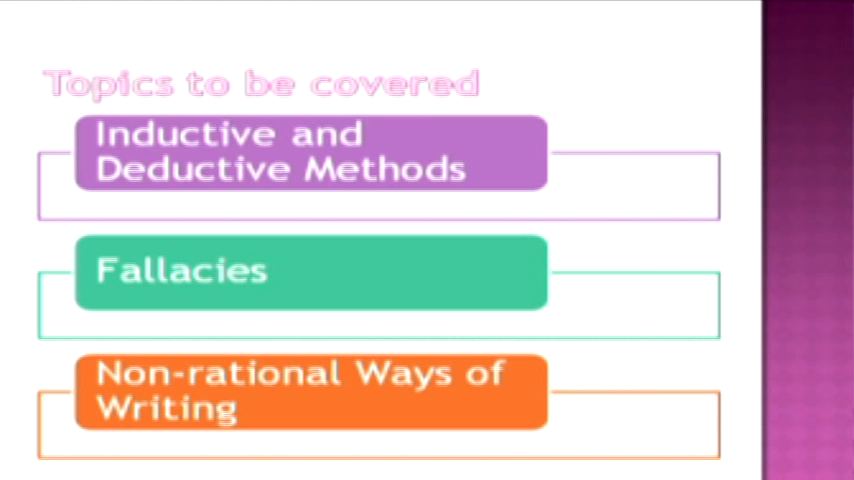 Topics to be covered
Inductive and
Deductive Methods
Fallacies
Non-rational Ways of
Writing